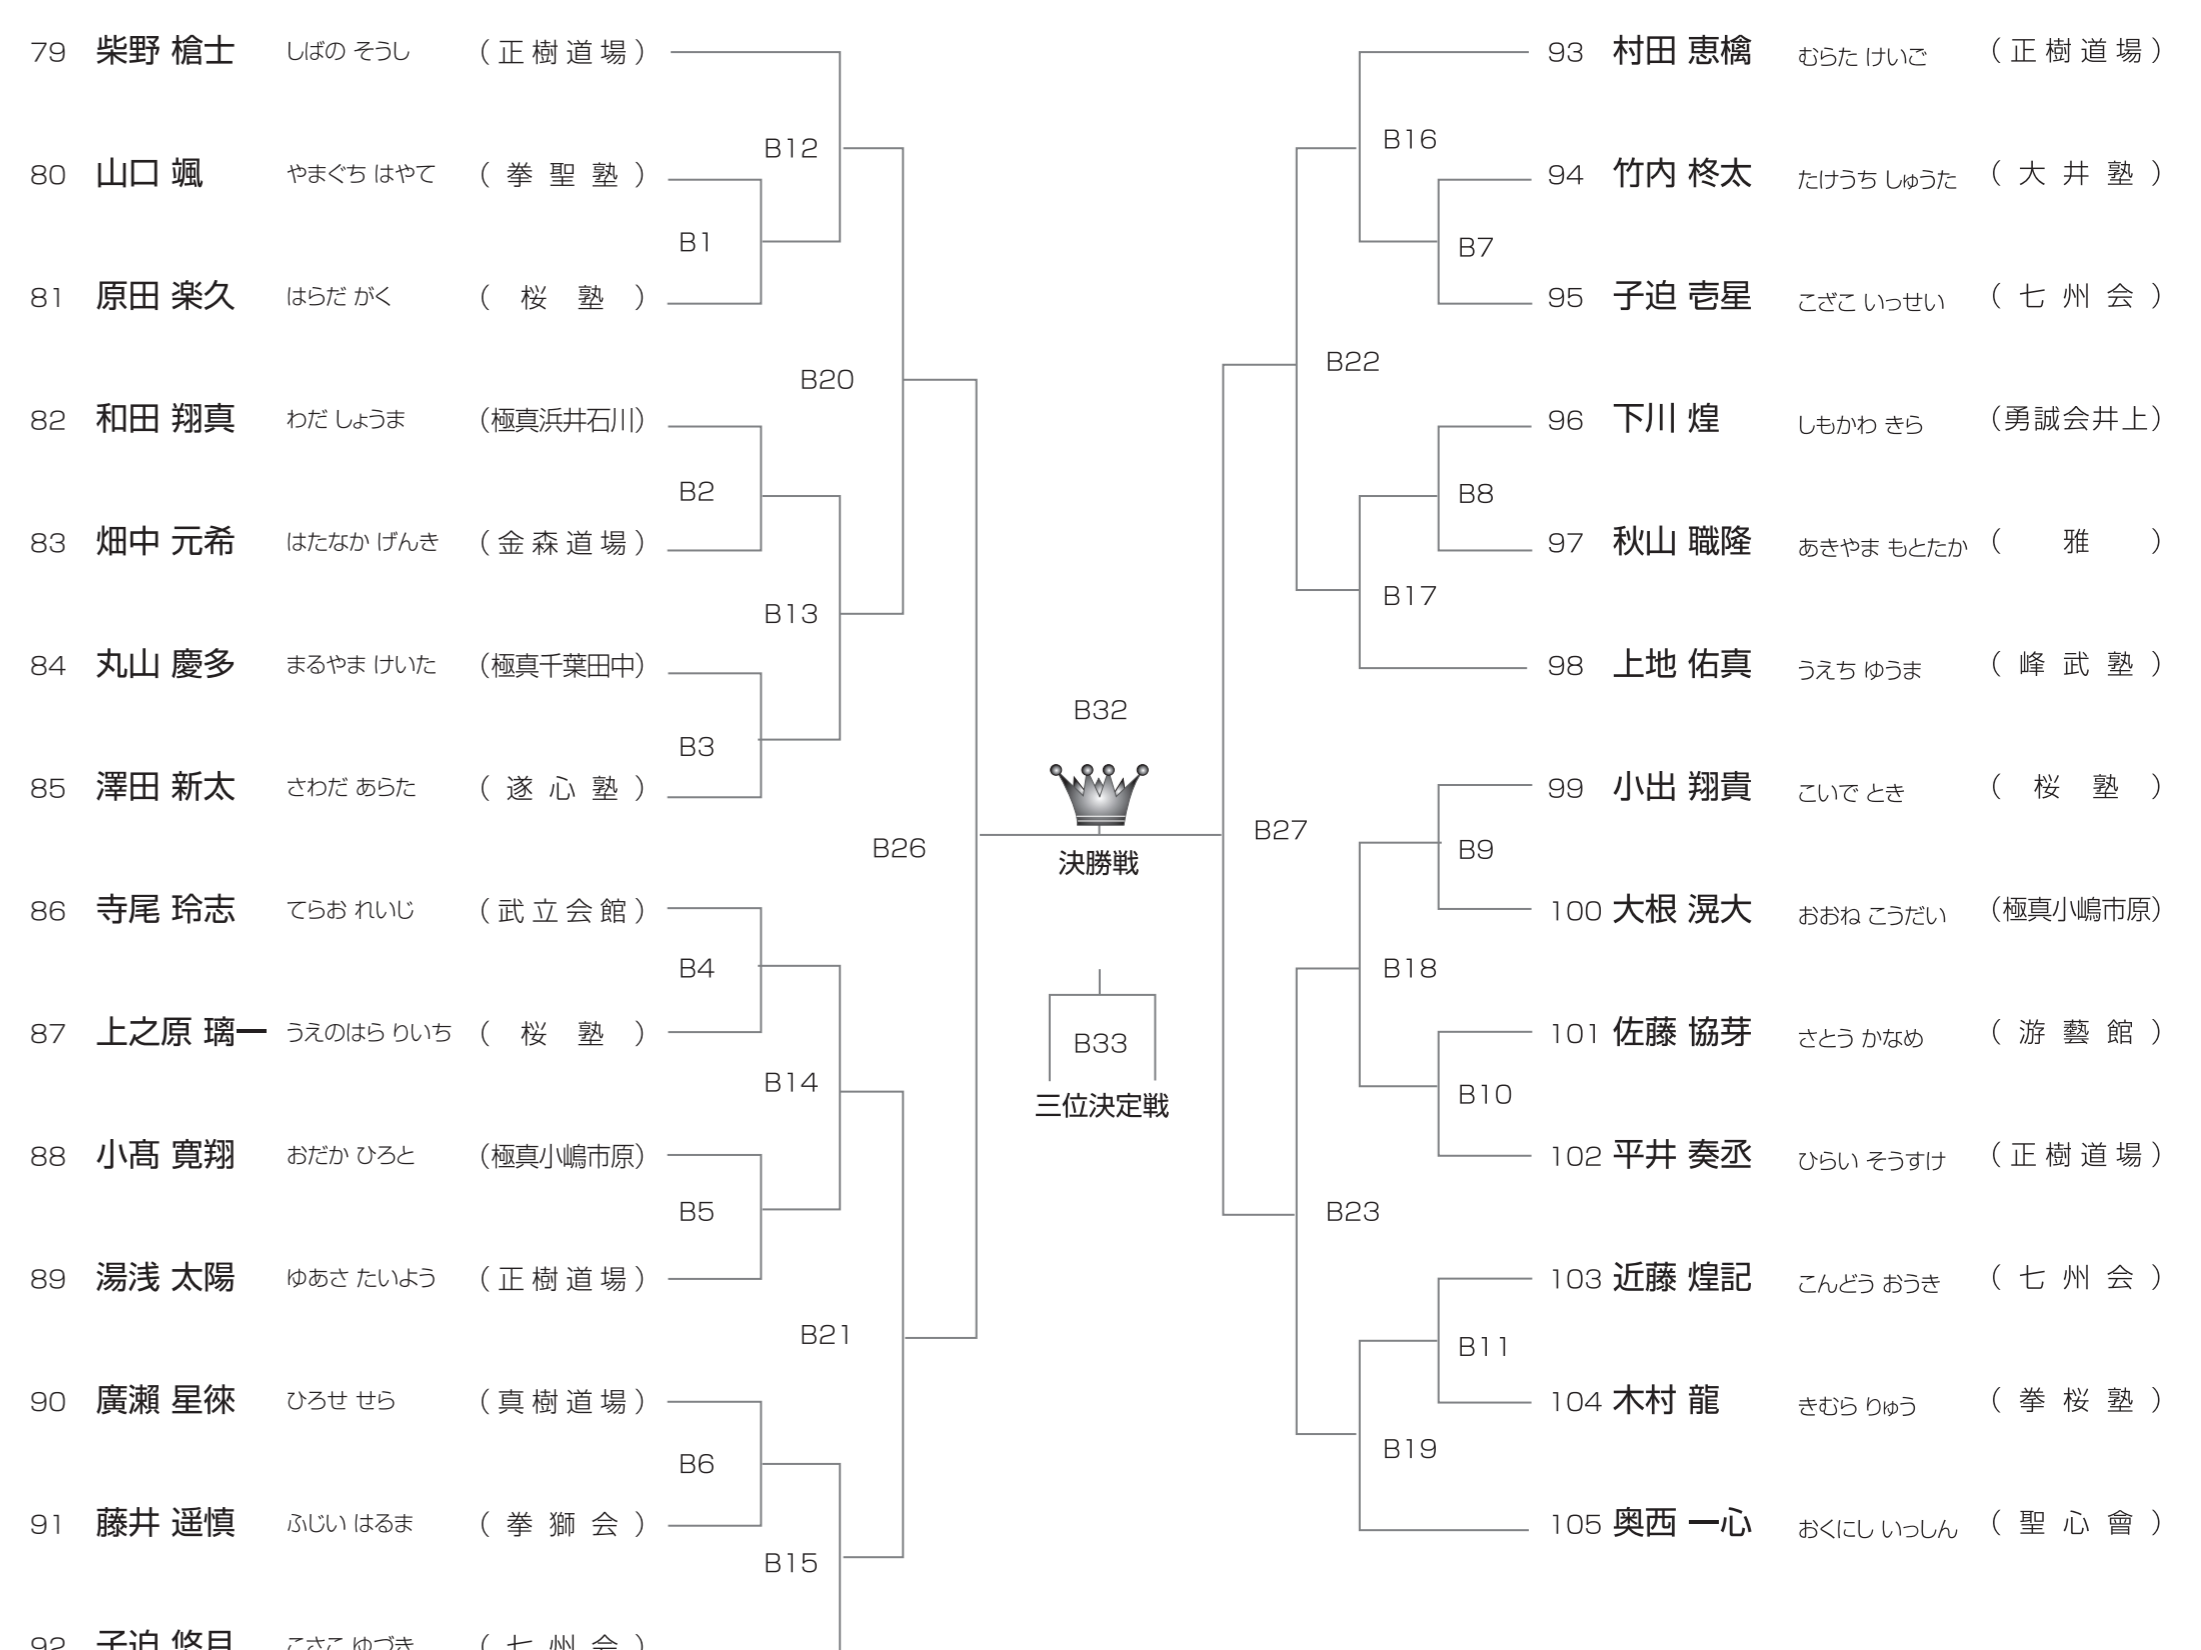 79 柴野 槍士 しばの そうし （正樹道場）
B12
80 山口 颯 やまぐち はやて （拳聖塾）
B1
81 原田 楽久 はらだ がく （桜塾）
B20
82 和田 翔真 わだ しょうま （極真浜井石川）
B2
83 畑中 元希 はたなか げんき （金森道場）
B13
84 丸山 慶多 まるやま けいた （極真千葉田中）
B3
85 澤田 新太 さわだ あらた （遂心塾）
B26
86 寺尾 玲志 てらお れいじ （武立会館）
B4
87 上之原 璃一 うえのはら りいち （桜塾）
B14
88 小髙 寛翔 おだか ひろと （極真小嶋市原）
B5
89 湯浅 太陽 ゆあさ たいよう （正樹道場）
B21
90 廣瀬 星徠 ひろせ せら （真樹道場）
B6
91 藤井 遥慎 ふじい はるま （拳獅会）
B15
92 子迫 悠月 こさこ ゆづき （七州会）
B32
決勝戦
B33
三位決定戦
93 村田 恵檎 むらた けいご （正樹道場）
B16
94 竹内 柊太 たけうち しゅうた （大井塾）
B7
95 子迫 壱星 こざこ いっせい （七州会）
B22
96 下川 煌 しもかわ きら （勇誠会井上）
B8
97 秋山 職隆 あきやま もとたか （雅）
B17
98 上地 佑真 うえち ゆうま （峰武塾）
B27
99 小出 翔貴 こいで とき （桜塾）
B9
100 大根 滉大 おおね こうだい （極真小嶋市原）
B18
101 佐藤 協芽 さとう かなめ （游藝館）
B10
102 平井 奏丞 ひらい そうすけ （正樹道場）
B23
103 近藤 煌記 こんどう おうき （七州会）
B11
104 木村 龍 きむら りゅう （拳桜塾）
B19
105 奥西 一心 おくにし いっしん （聖心會）